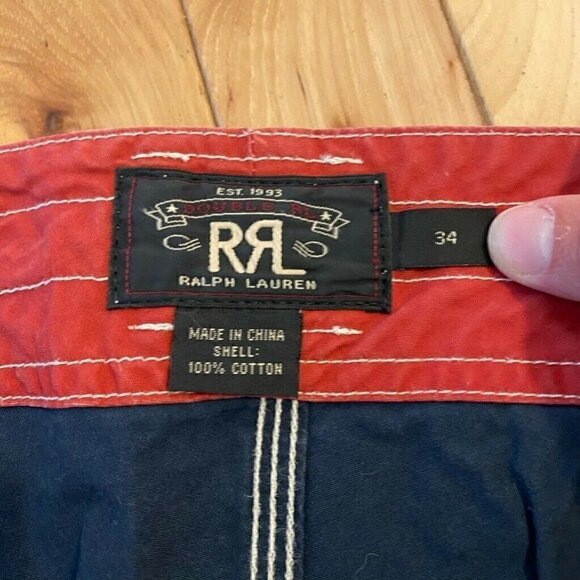 EST. 1993
DOUBLE RL
RRL
RALPH LAUREN
34
MADE IN CHINA
SHELL:
100% COTTON